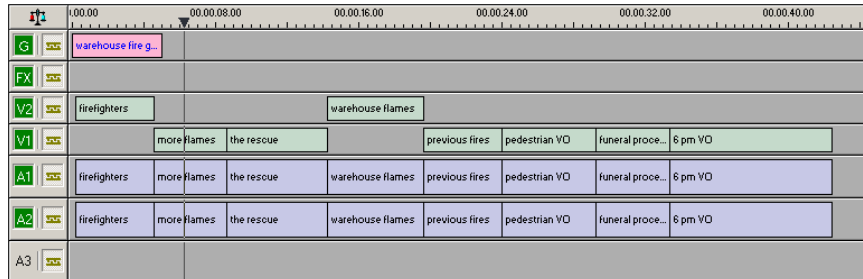 :00.00 00.00.08.00 00.00.16.00 00.00.24.00 00.00.32.00 00.00.40.00
G warehouse fire g...
FX
V2 firefighters warehouse flames
V1 more flames the rescue previous fires pedestrian VO funeral proce... 6 pm VO
A1 firefighters more flames the rescue warehouse flames previous fires pedestrian VO funeral proce... 6 pm VO
A2 firefighters more flames the rescue warehouse flames previous fires pedestrian VO funeral proce... 6 pm VO
A3